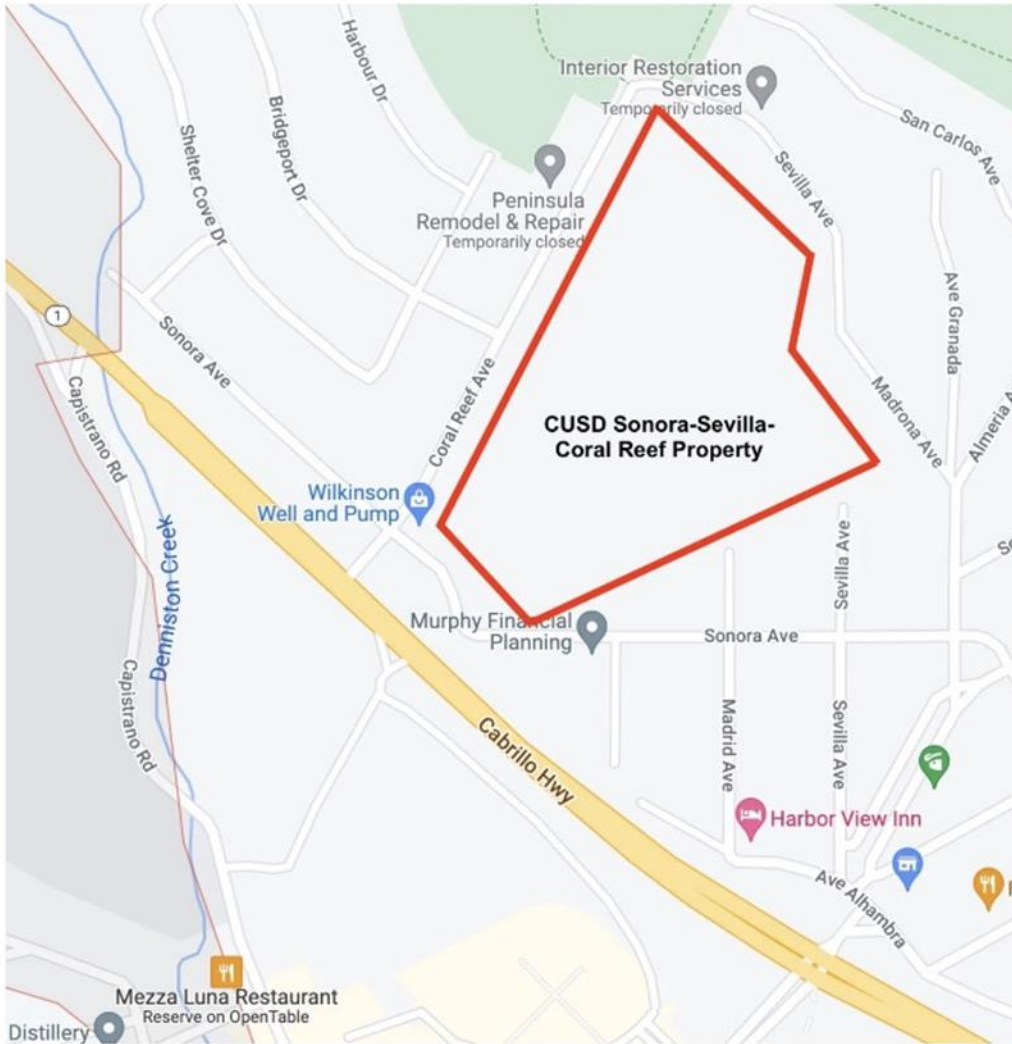 Harbour Dr
Bridgeport Dr
Shelter Cove Dr
Interior Restoration
Services
Temporarily closed
San Carlos Ave
Sevilla Ave
Peninsula
Remodel & Repair
Temporarily closed
Ave Granada
1
Sonora Ave
Coral Reef Ave
Madrona Ave
Almeria
Capistrano Rd
CUSD Sonora-Sevilla-
Coral Reef Property
Wilkinson
Well and Pump
Denniston Creek
Sevilla Ave
Murphy Financial
Planning
Sonora Ave
Capistrano Rd
Madrid Ave
Sevilla Ave
Cabrillo Hwy
Harbor View Inn
Ave Alhambra
Mezza Luna Restaurant
Reserve on OpenTable
Distillery